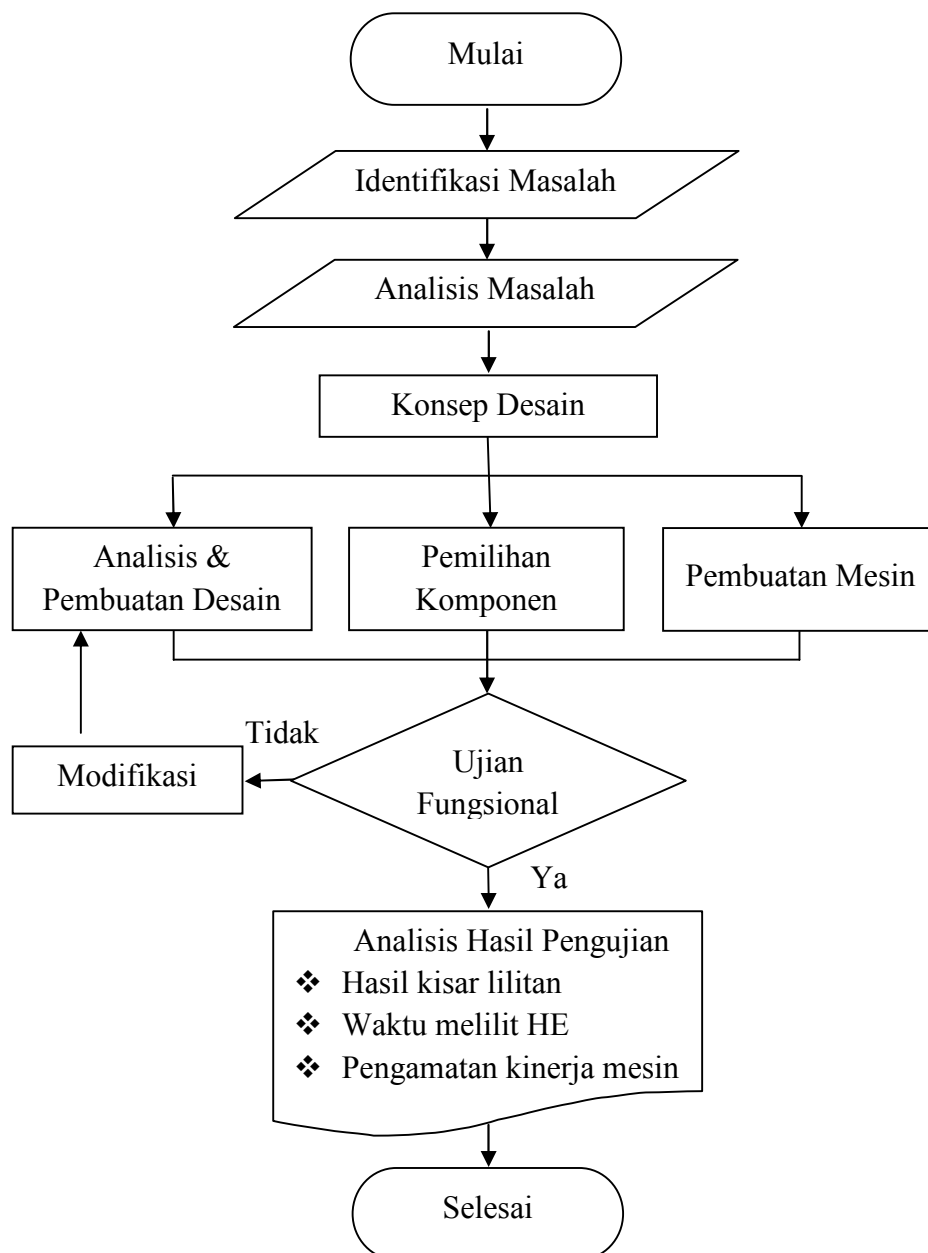 Mulai
Identifikasi Masalah
Analisis Masalah
Konsep Desain
Analisis &
Pembuatan Desain
Pemilihan
Komponen
Pembuatan Mesin
Tidak
Modifikasi
Ujian
Fungsional
Ya
Analisis Hasil Pengujian
❖ Hasil kisar lilitan
❖ Waktu melilit HE
❖ Pengamatan kinerja mesin
Selesai